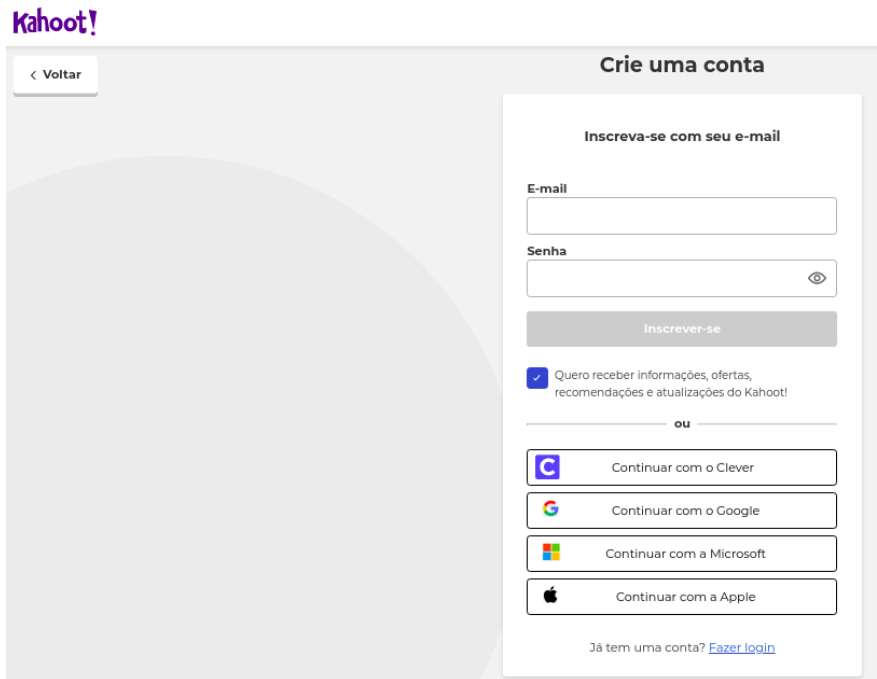 Kahoot!
Voltar
Crie uma conta
Inscreva-se com seu e-mail
E-mail
Senha
Inscrever-se
Quero receber informações, ofertas,
recomendações e atualizações do Kahoot!
ou
C Continuar com o Clever
G Continuar com o Google
Continuar com a Microsoft
Continuar com a Apple
Já tem uma conta? Fazer login